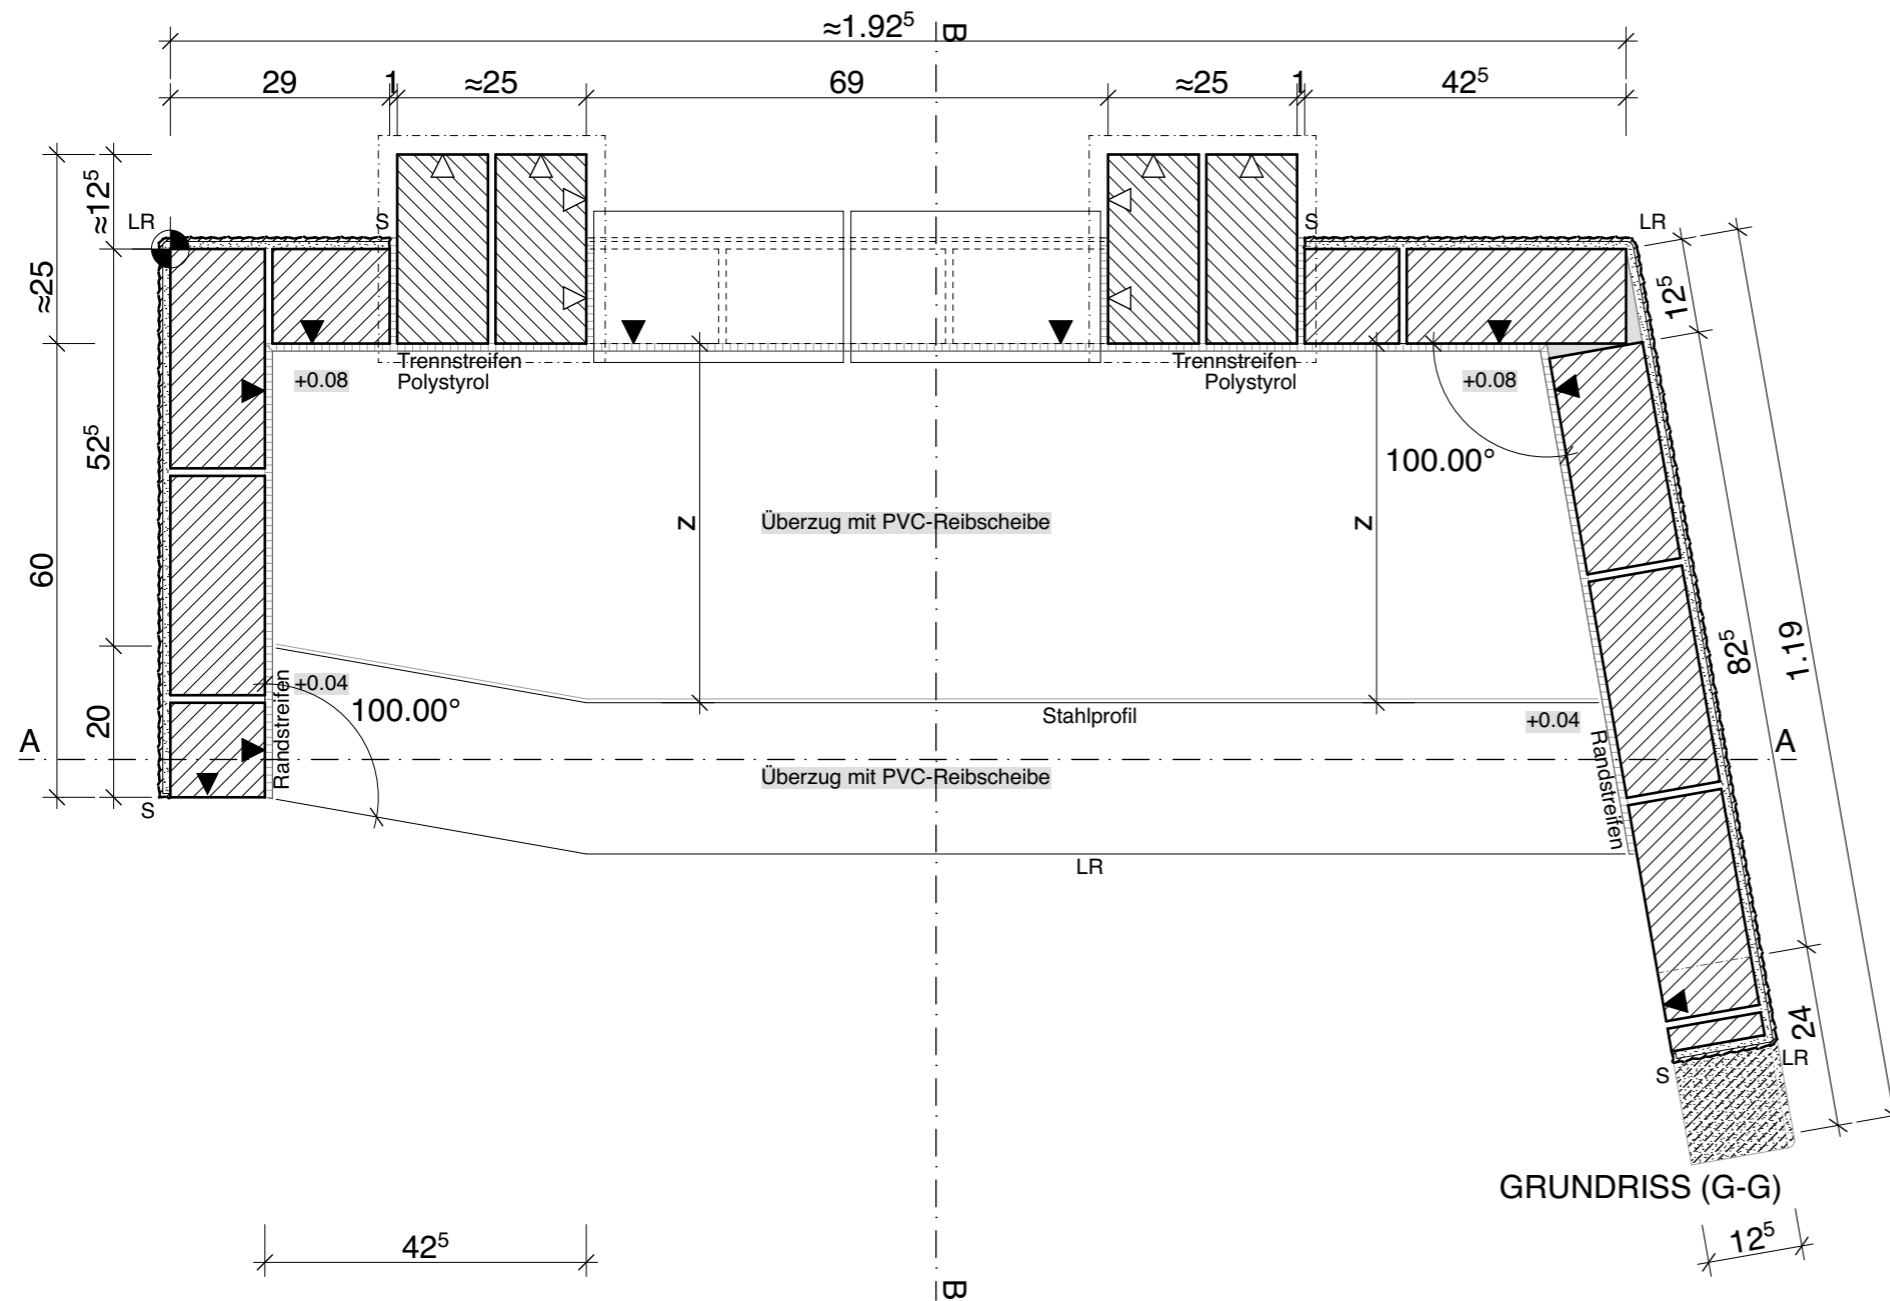 ≈1.92⁵
B
29
1
≈25
69
≈25
1
42⁵
≈12⁵
LR
S
S
LR
≈25
12⁵
Trennstreifen
Polystyrol
Trennstreifen
Polystyrol
+0.08
+0.08
52⁵
100.00°
z
Überzug mit PVC-Reibscheibe
z
60
82⁵
1.19
Randstreifen
+0.04
100.00°
20
Stahlprofil
+0.04
A
A
Überzug mit PVC-Reibscheibe
Randstreifen
S
LR
24
S
LR
GRUNDRISS (G-G)
42⁵
12⁵
B